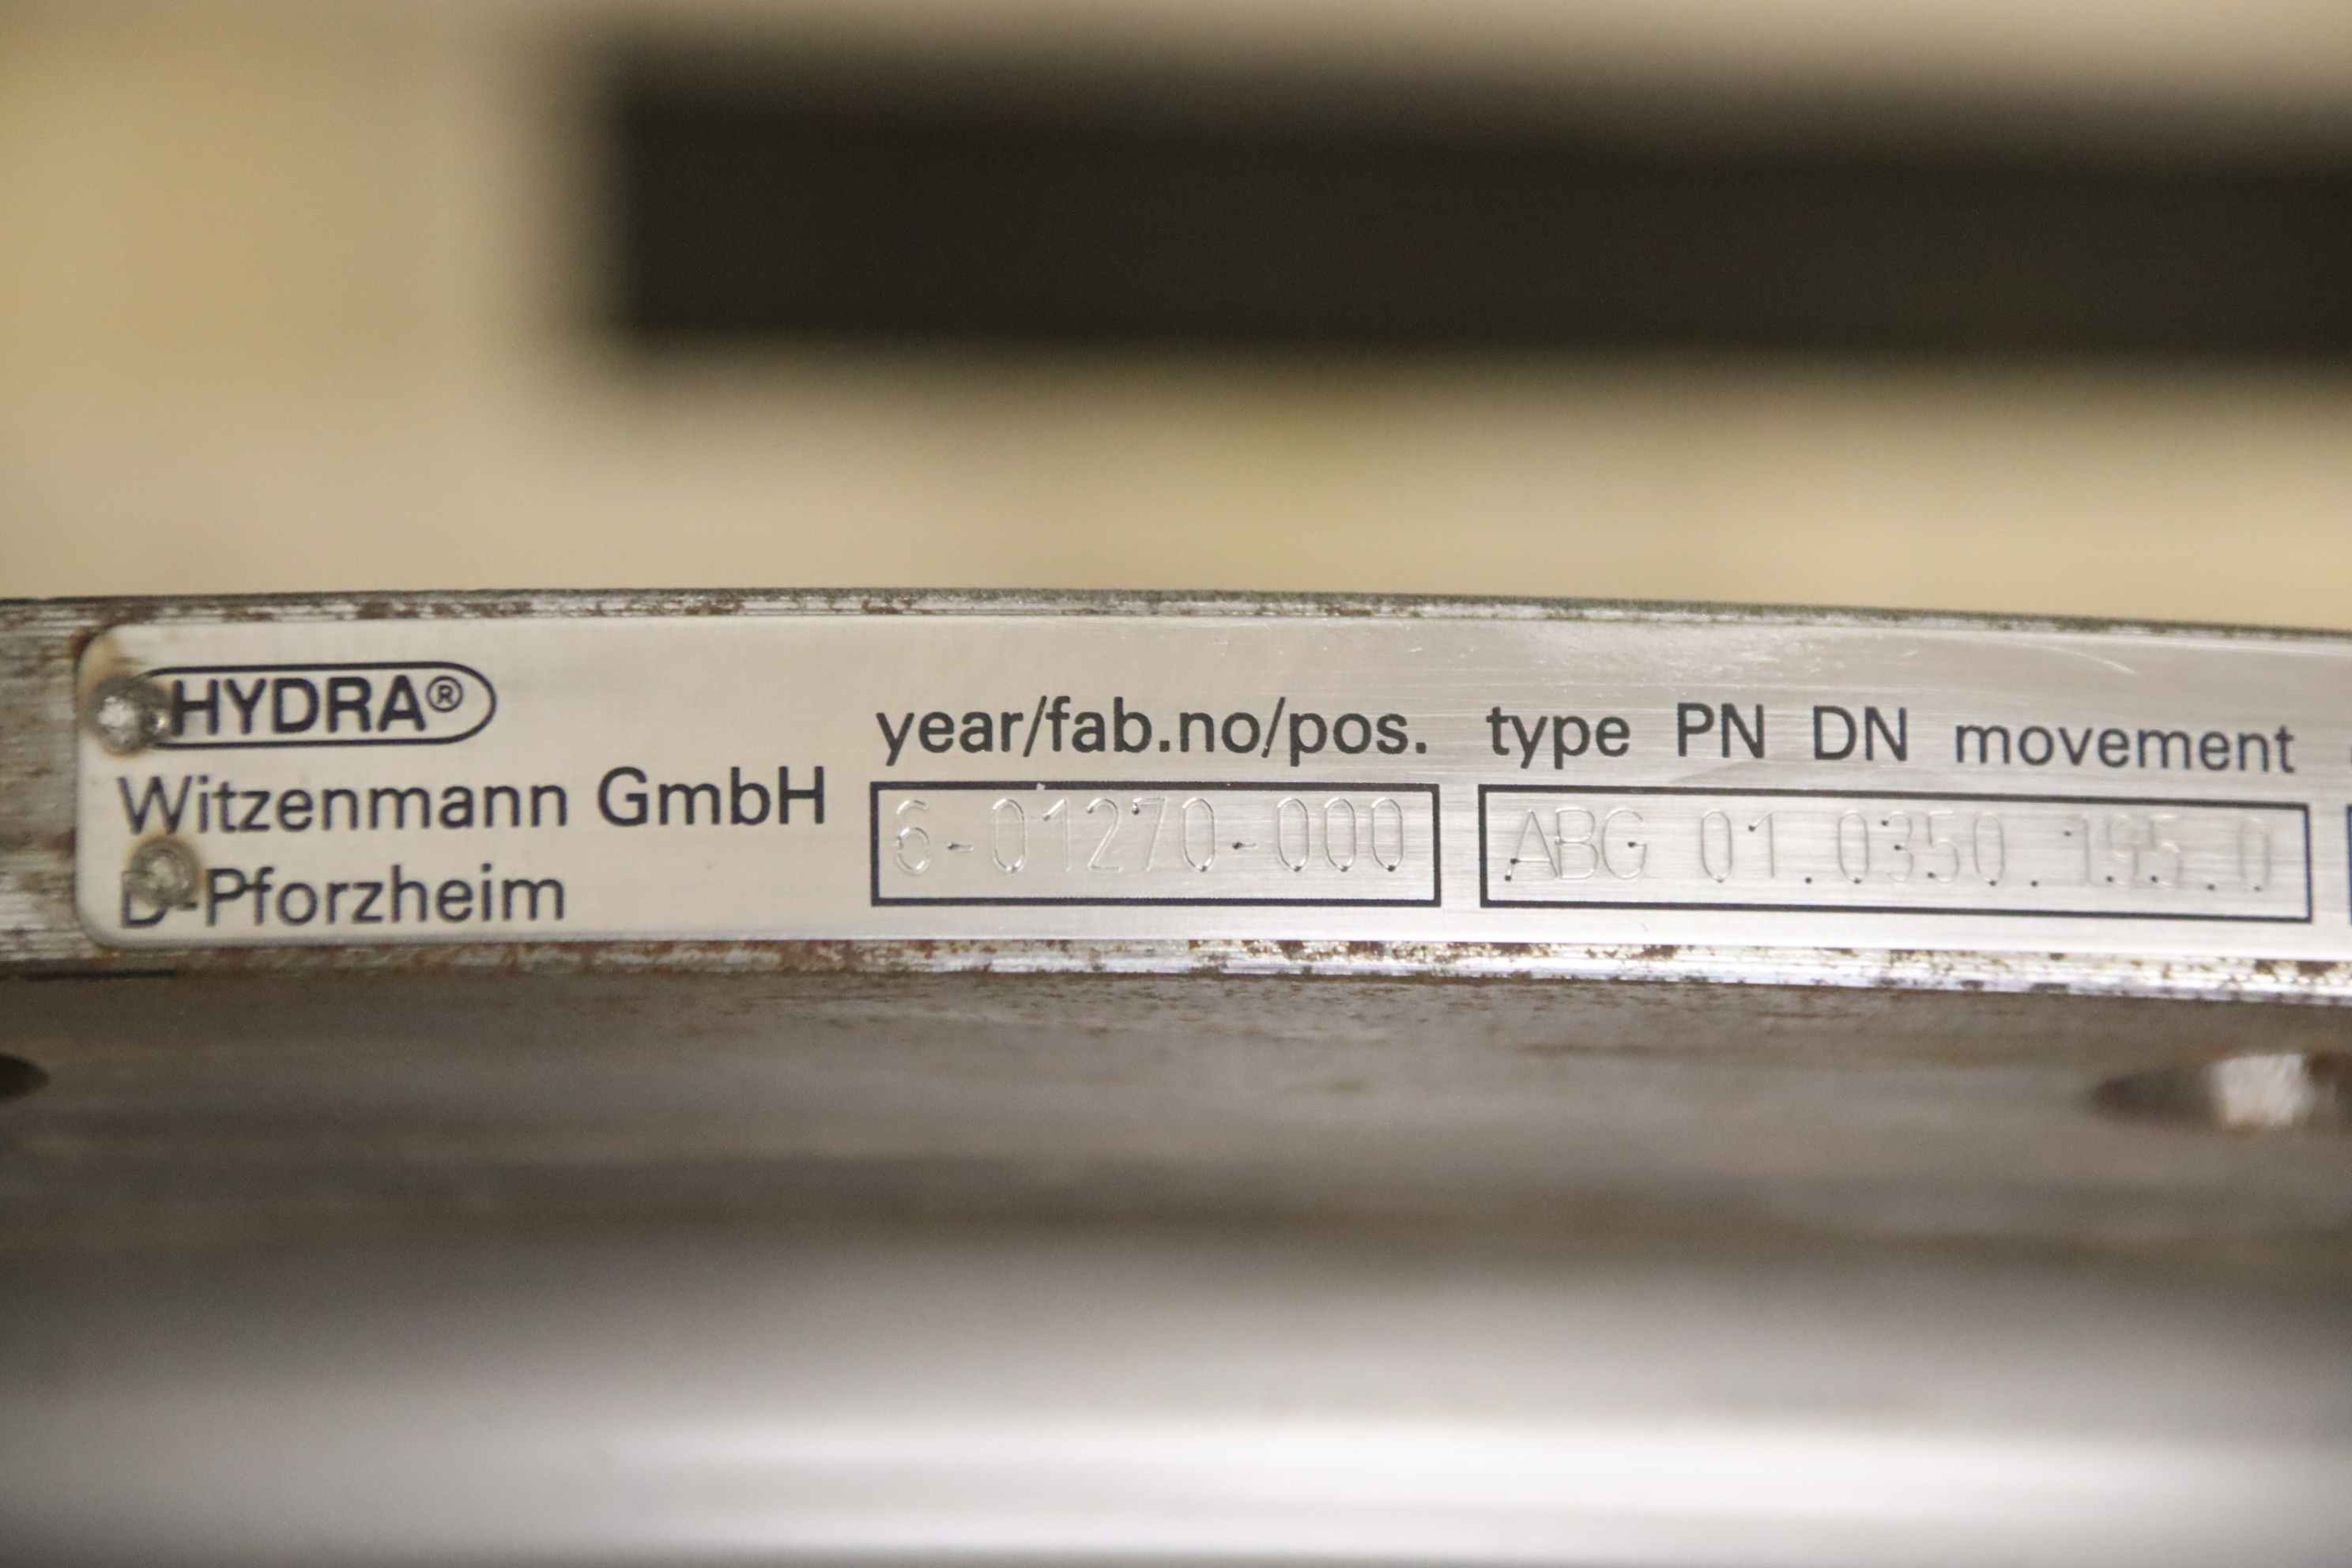 HYDRA®
Witzenmann GmbH
D-Pforzheim
year/fab.no/pos. type PN DN movement
6-01270-000 ABG 01.0350.195.0